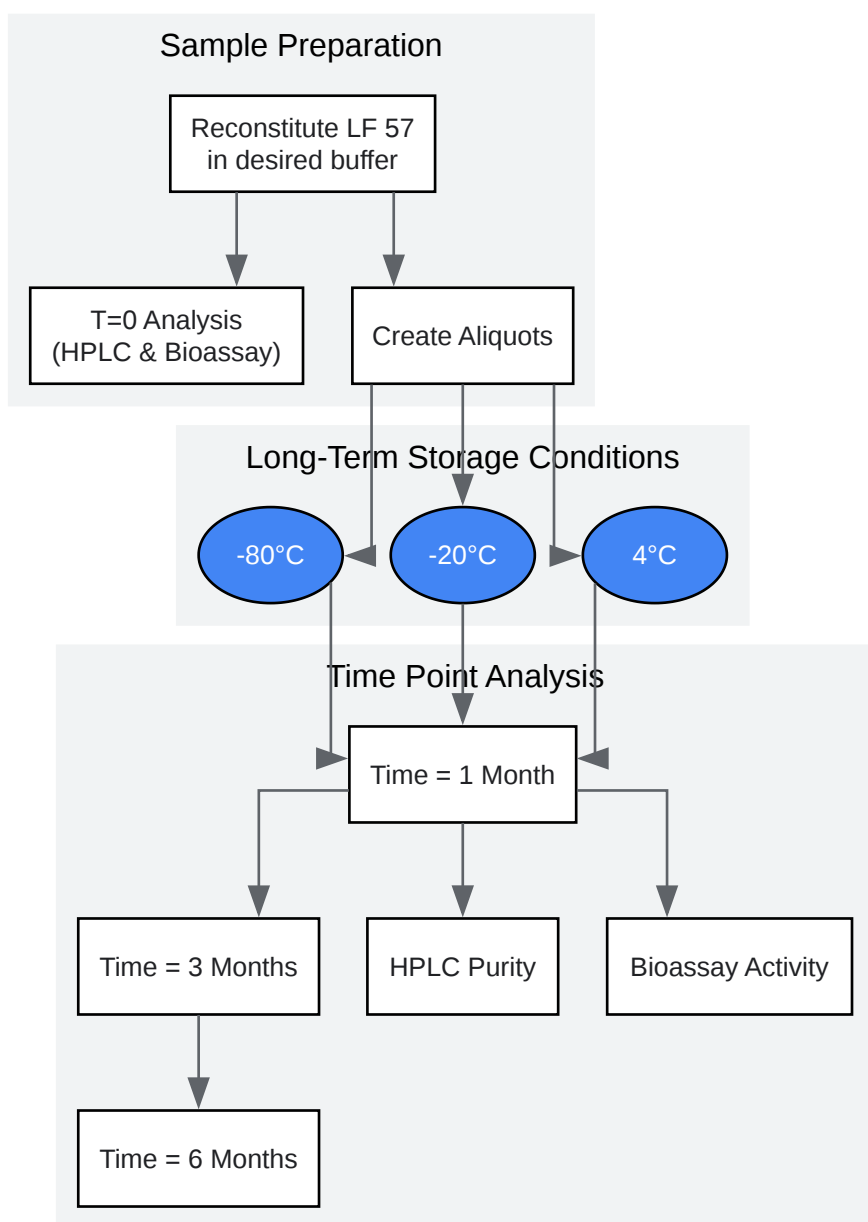 Sample Preparation
Reconstitute LF 57
in desired buffer
T=0 Analysis
(HPLC & Bioassay)
Create Aliquots
Long-Term Storage Conditions
-80°C
-20°C
4°C
Time Point Analysis
Time = 1 Month
Time = 3 Months
HPLC Purity
Bioassay Activity
Time = 6 Months